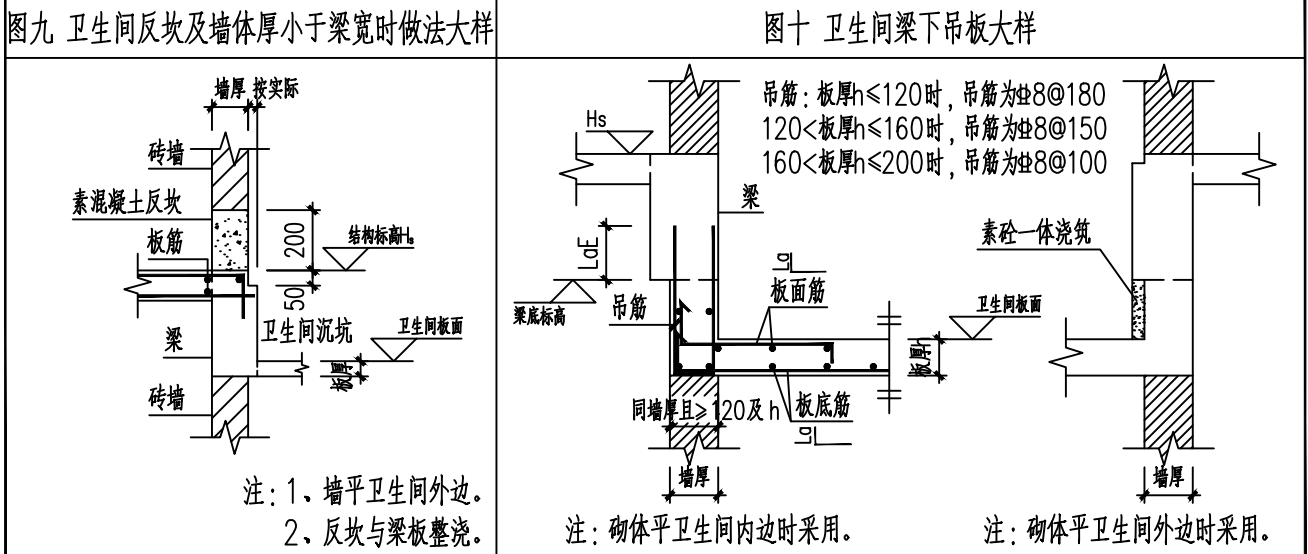 图九 卫生间反坎及墙体厚小于梁宽时做法大样
墙厚 按实际
砖墙
素混凝土反坎
板筋
200
结构标高Hs
50
卫生间沉坑
卫生间板面
梁
板厚
砖墙
注：1、墙平卫生间外边。
2、反坎与梁板整浇。
图十 卫生间梁下吊板大样
吊筋：板厚h≤120时，吊筋为⌀8@180
120<板厚h≤160时，吊筋为⌀8@150
160<板厚h≤200时，吊筋为⌀8@100
Hs
梁
LaE
La
板面筋
梁底标高
吊筋
卫生间板面
板厚h
同墙厚且≥120及h
板底筋
La
墙厚
注：砌体平卫生间内边时采用。
素砼一体浇筑
墙厚
注：砌体平卫生间外边时采用。